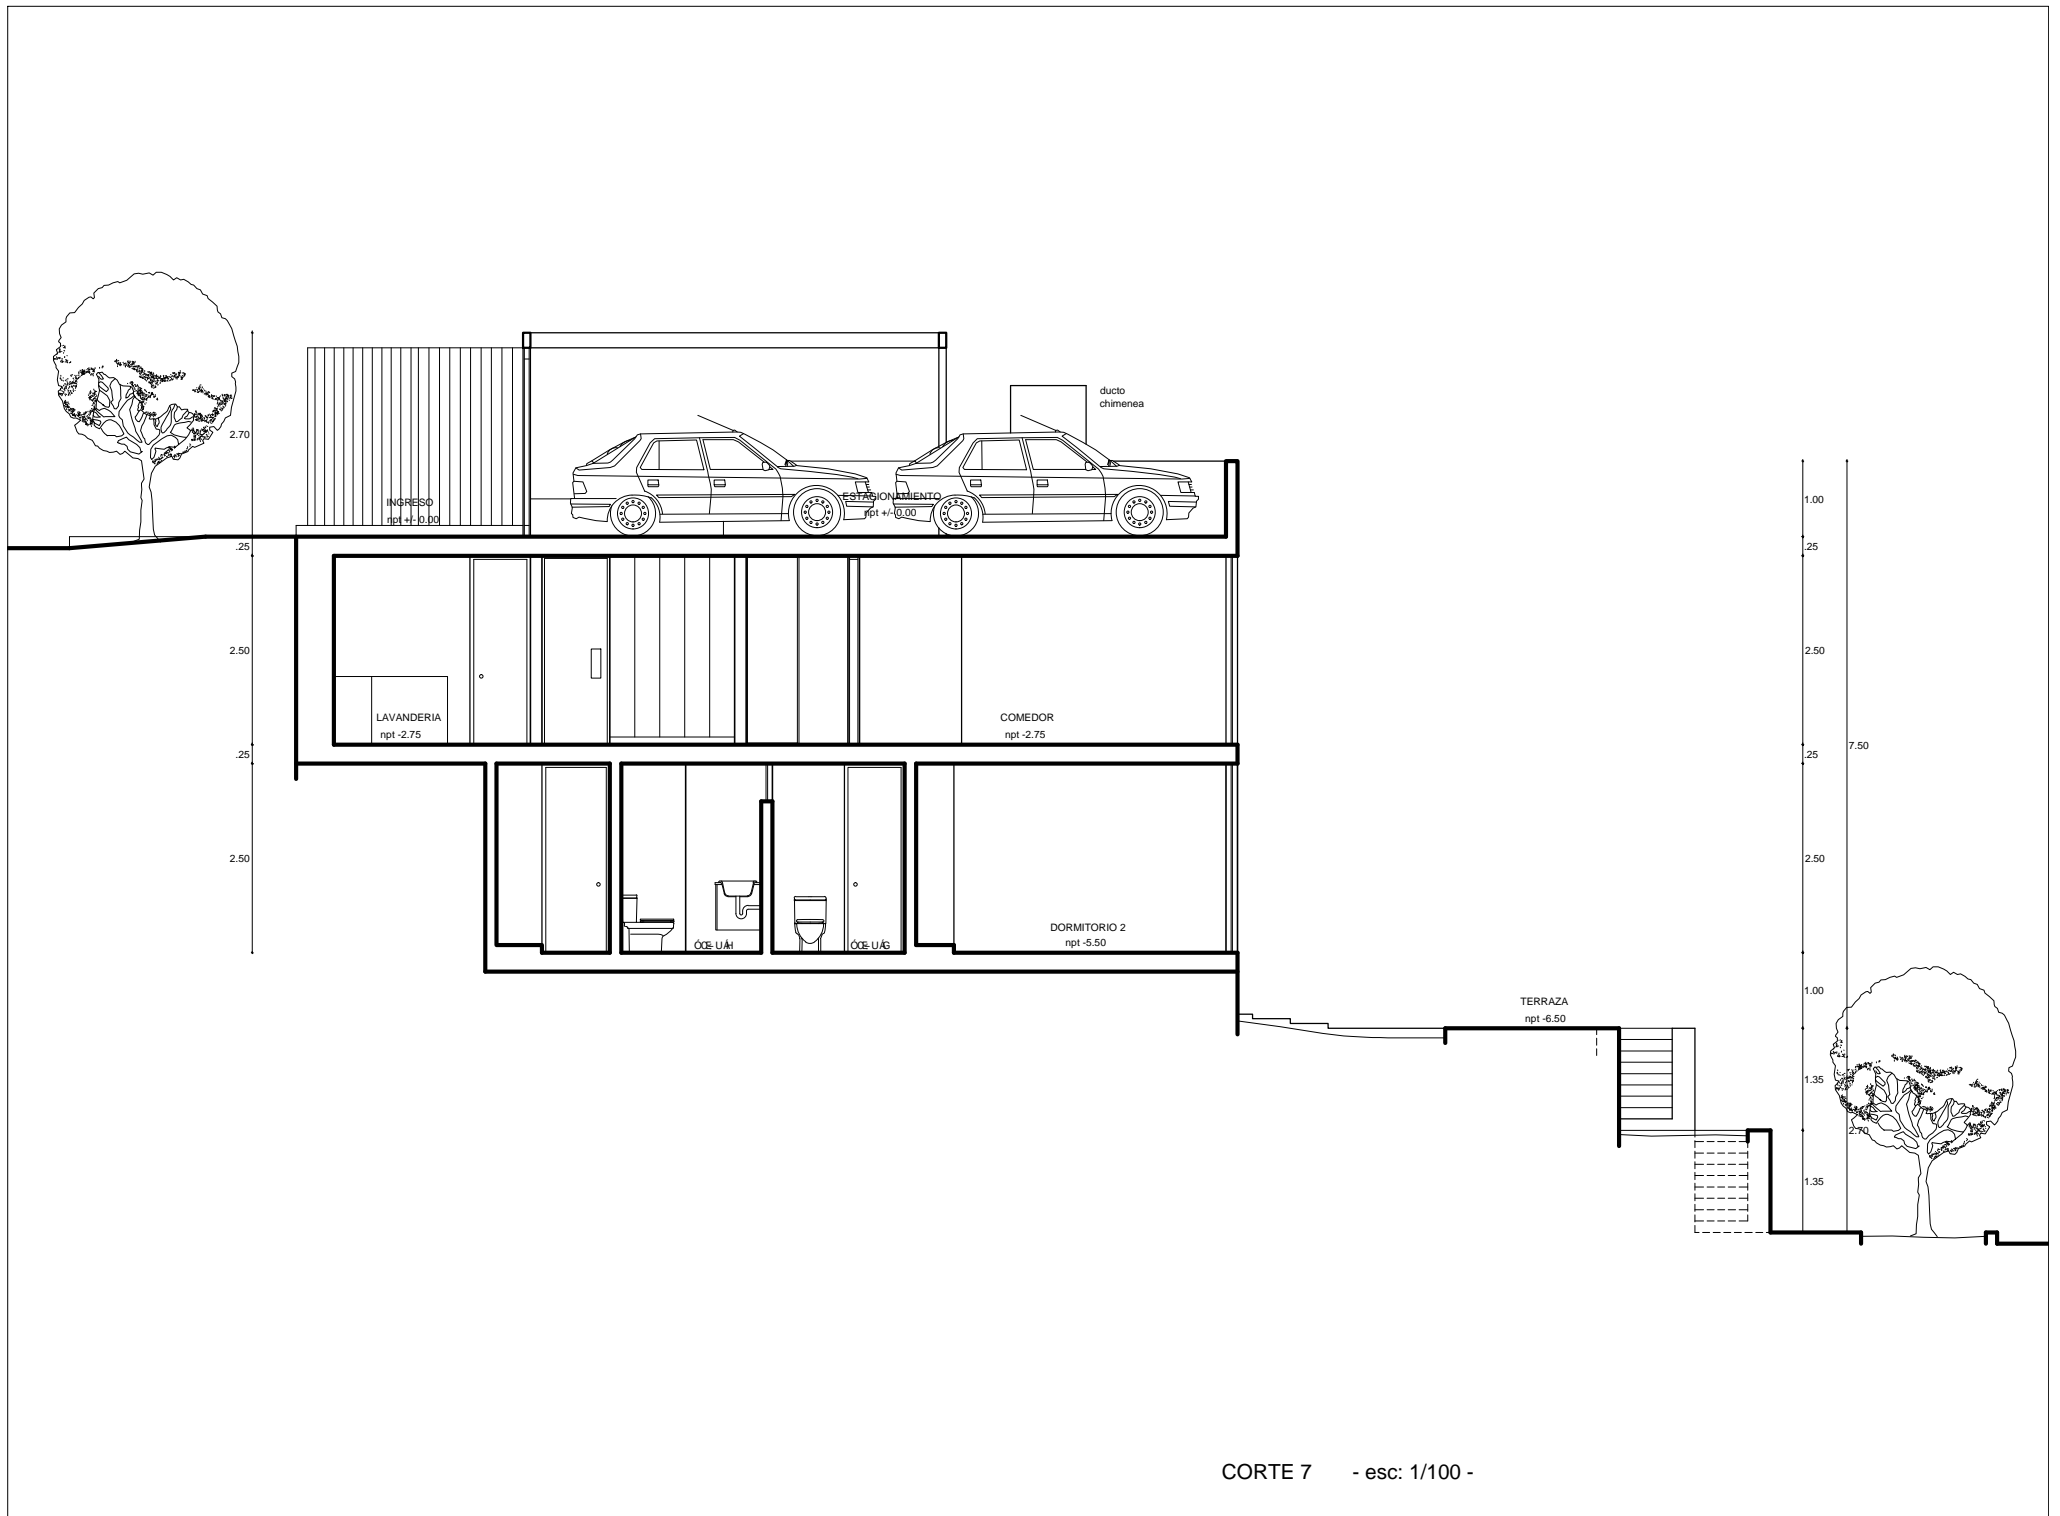 ducto
chimenea
2.70
INGRESO
npt +/- 0.00
ESTACIONAMIENTO
npt +/- 0.00
1.00
.25
.25
2.50
2.50
LAVANDERIA
npt -2.75
COMEDOR
npt -2.75
.25
.25
7.50
2.50
2.50
DORMITORIO 2
npt -5.50
1.00
TERRAZA
npt -6.50
1.35
2.70
1.35
CORTE 7 - esc: 1/100 -